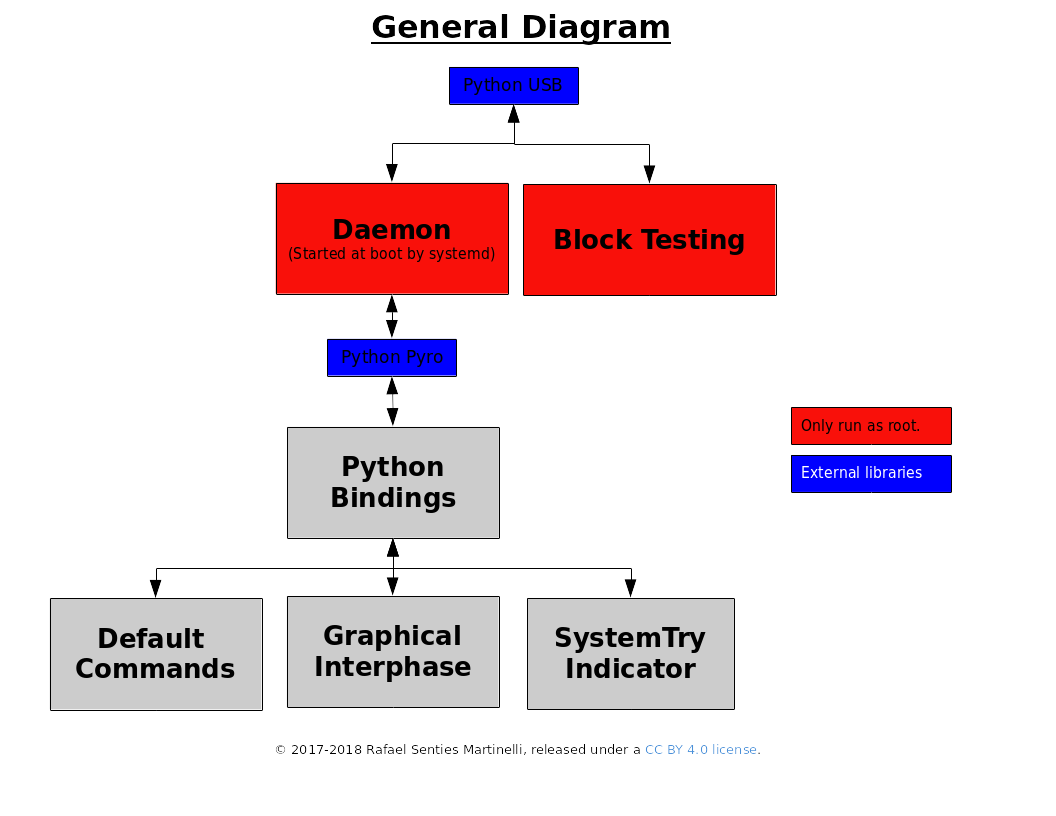 General Diagram
Python USB
Daemon
(Started at boot by systemd)
Block Testing
Python Pyro
Only run as root.
Python
Bindings
External libraries
Default
Commands
Graphical
Interphase
SystemTry
Indicator
© 2017-2018 Rafael Senties Martinelli, released under a CC BY 4.0 license.